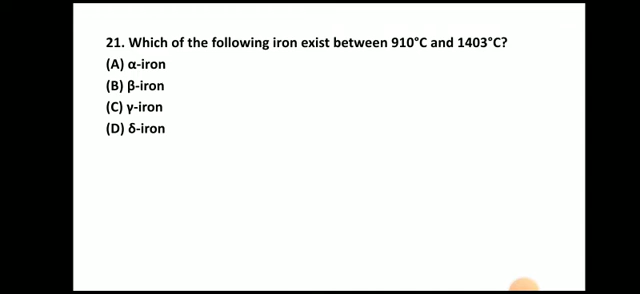 21. Which of the following iron exist between 910°C and 1403°C?
(A) α-iron
(B) β-iron
(C) γ-iron
(D) δ-iron